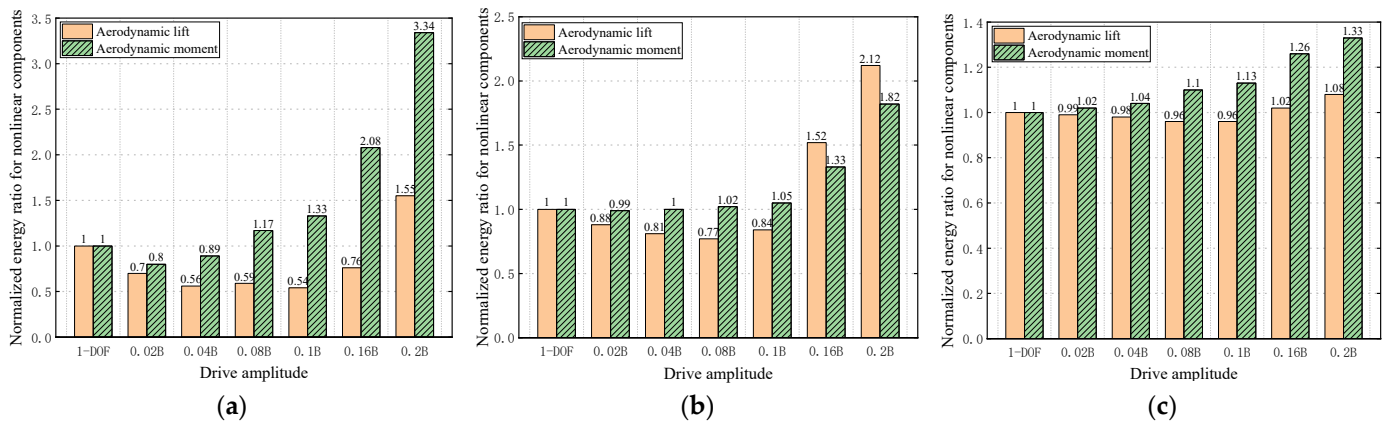 Normalized energy ratio for nonlinear components
3.5
3.0
2.5
2.0
1.5
1.0
0.5
0.0
Aerodynamic lift
Aerodynamic moment
1 1
0.7 0.8
0.56 0.89
0.59 1.17
0.54 1.33
0.76 2.08
1.55 3.34
1-DOF 0.02B 0.04B 0.08B 0.1B 0.16B 0.2B
Drive amplitude
(a)
Normalized energy ratio for nonlinear components
2.5
2.0
1.5
1.0
0.5
0.0
Aerodynamic lift
Aerodynamic moment
1 1
0.88 0.99
0.81 1
0.77 1.02
0.84 1.05
1.52 1.33
2.12 1.82
1-DOF 0.02B 0.04B 0.08B 0.1B 0.16B 0.2B
Drive amplitude
(b)
Normalized energy ratio for nonlinear components
1.4
1.2
1.0
0.8
0.6
0.4
0.2
0.0
Aerodynamic lift
Aerodynamic moment
1 1
0.99 1.02
0.98 1.04
0.96 1.1
0.96 1.13
1.02 1.26
1.08 1.33
1-DOF 0.02B 0.04B 0.08B 0.1B 0.16B 0.2B
Drive amplitude
(c)